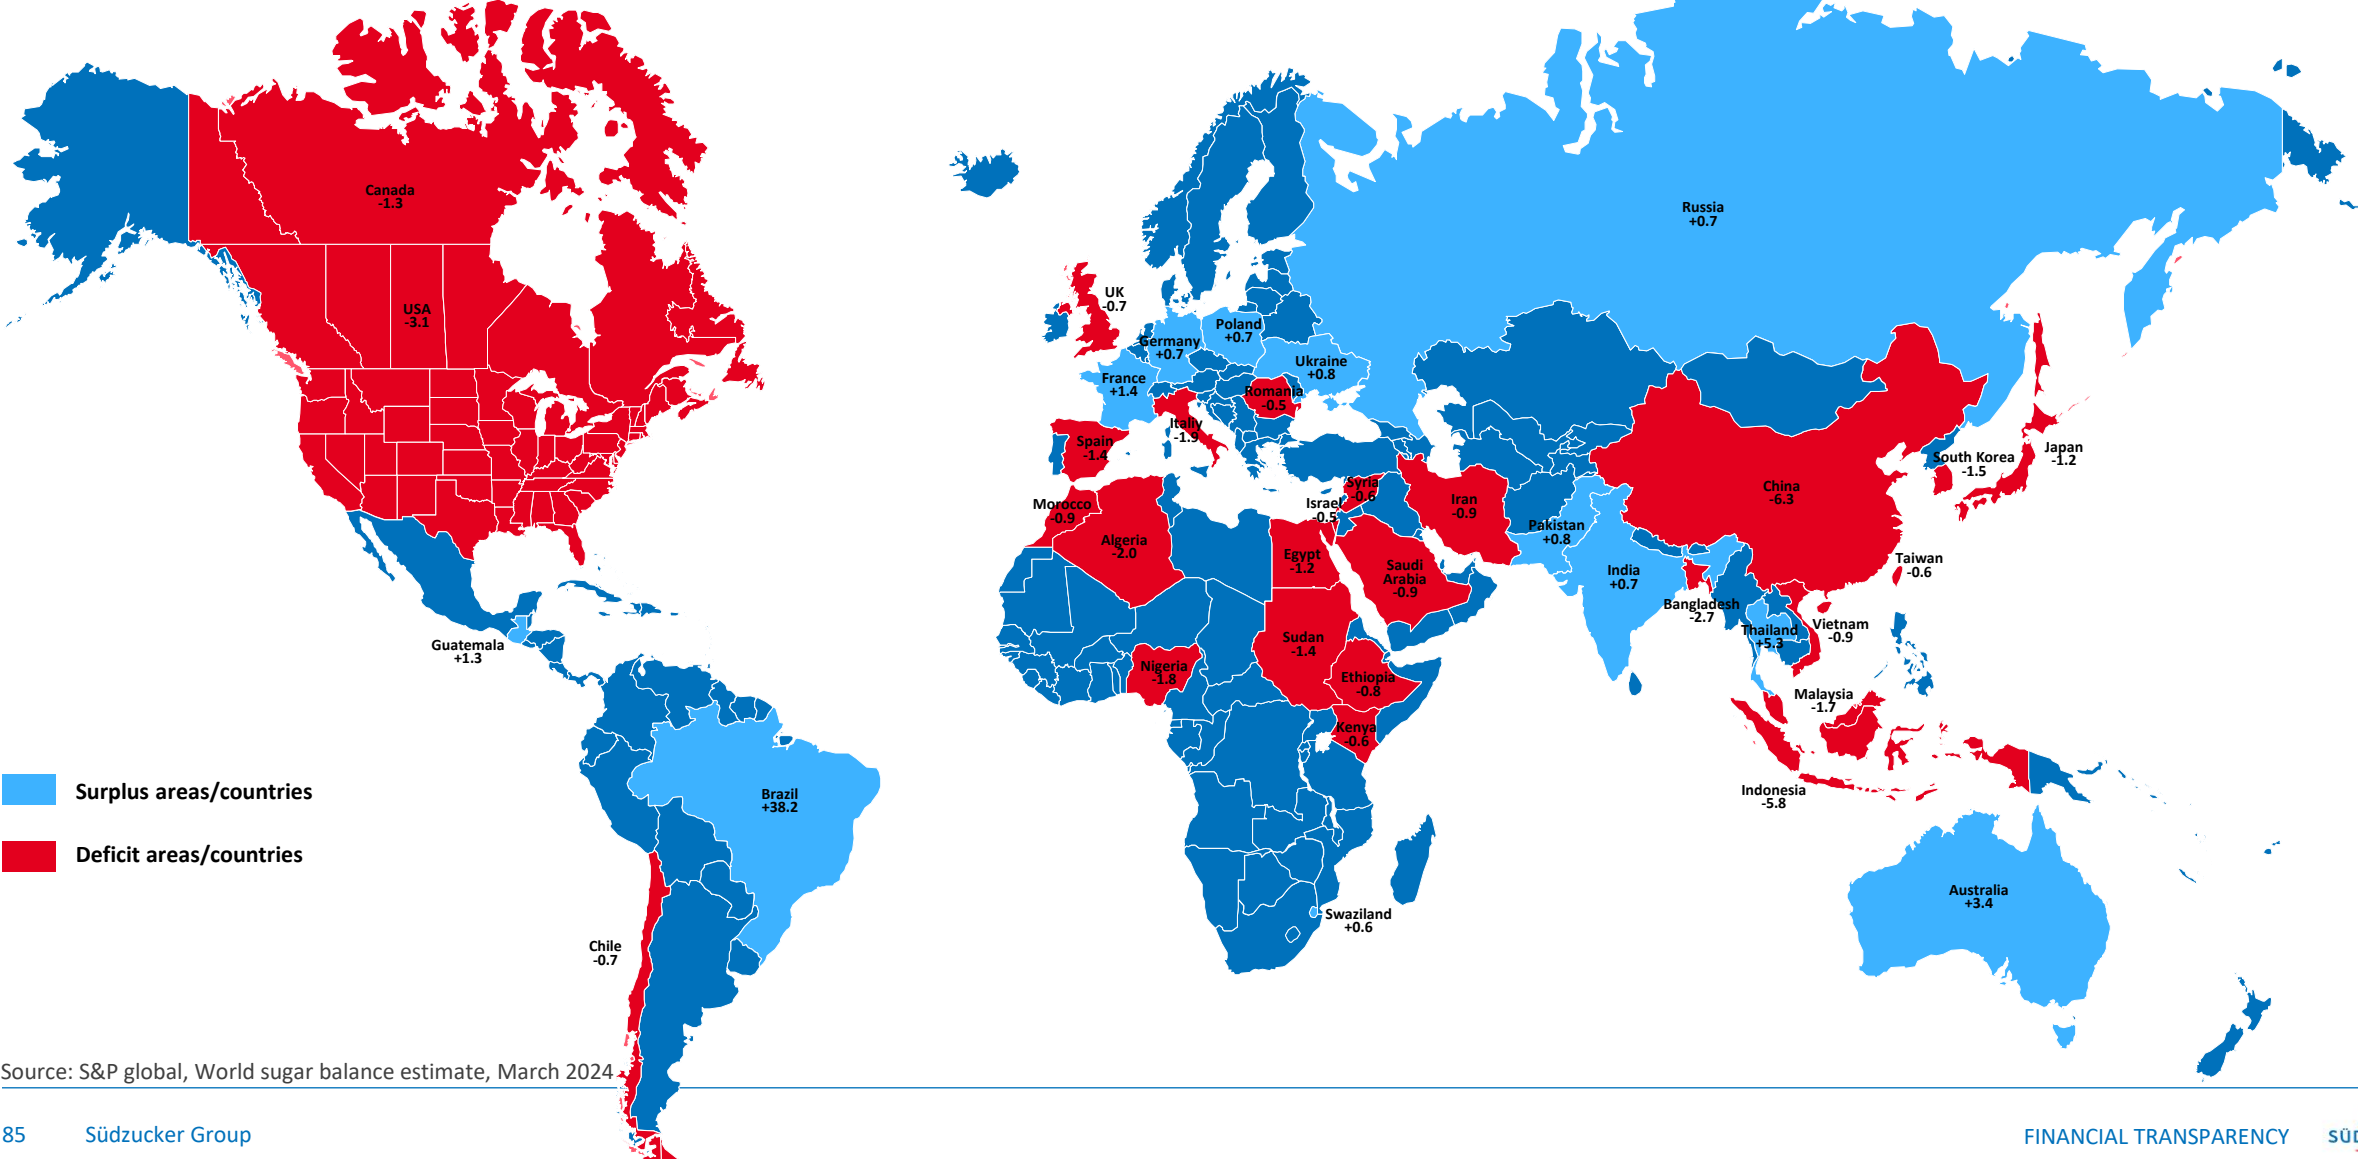 Canada
-1.3
USA
-3.1
Guatemala
+1.3
Brazil
+38.2
Chile
-0.7
UK
-0.7
Poland
+0.7
Germany
+0.7
France
+1.4
Ukraine
+0.8
Romania
-0.5
Italiy
-1.9
Spain
-1.4
Russia
+0.7
Morocco
-0.9
Algeria
-2.0
Egypt
-1.2
Israel
-0.5
Syria
-0.6
Iran
-0.9
Saudi
Arabia
-0.9
Sudan
-1.4
Nigeria
-1.8
Ethiopia
-0.8
Kenya
-0.6
Swaziland
+0.6
Pakistan
+0.8
India
+0.7
Bangladesh
-2.7
China
-6.3
South Korea
-1.5
Japan
-1.2
Taiwan
-0.6
Vietnam
-0.9
Thailand
+5.3
Malaysia
-1.7
Indonesia
-5.8
Australia
+3.4
Surplus areas/countries
Deficit areas/countries
Source: S&P global, World sugar balance estimate, March 2024
85 Südzucker Group
FINANCIAL TRANSPARENCY